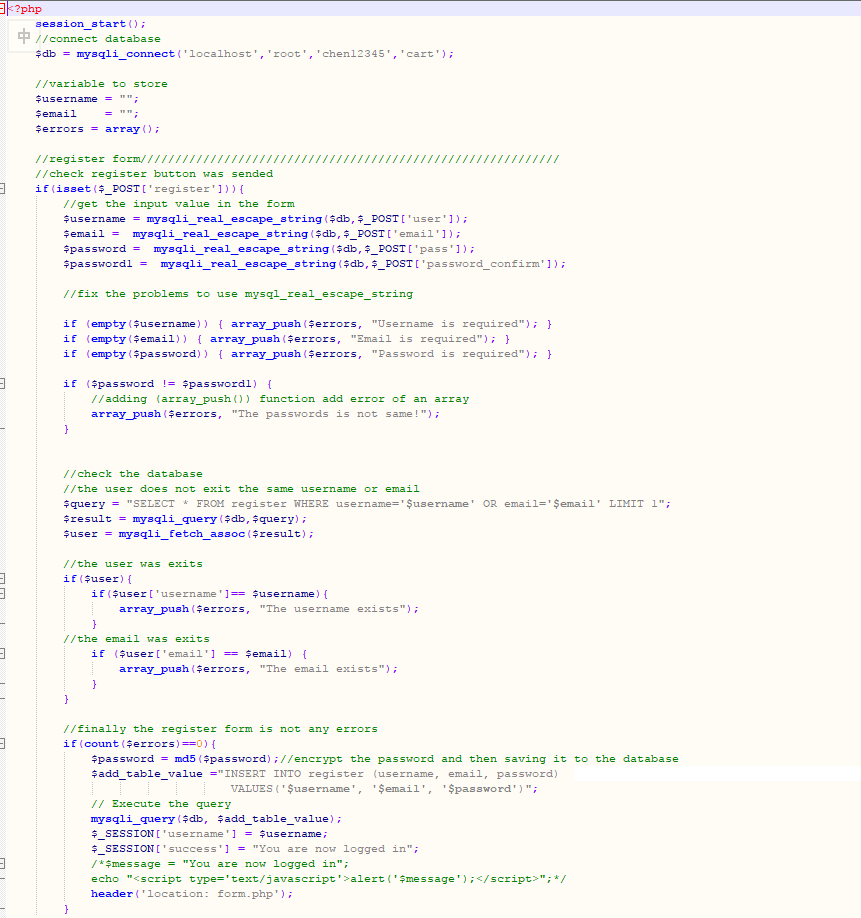 <?php
session_start();
中
//connect database
$db = mysqli_connect('localhost','root','chen12345','cart');
//variable to store
$username = "";
$email    = "";
$errors = array();
//register form////////////////////////////////////////////////////////////
//check register button was sended
if(isset($_POST['register'])){
//get the input value in the form
$username = mysqli_real_escape_string($db,$_POST['user']);
$email =  mysqli_real_escape_string($db,$_POST['email']);
$password =  mysqli_real_escape_string($db,$_POST['pass']);
$password1 =  mysqli_real_escape_string($db,$_POST['password_confirm']);
//fix the problems to use mysql_real_escape_string
if (empty($username)) { array_push($errors, "Username is required"); }
if (empty($email)) { array_push($errors, "Email is required"); }
if (empty($password)) { array_push($errors, "Password is required"); }
if ($password != $password1) {
//adding (array_push()) function add error of an array
array_push($errors, "The passwords is not same!");
}
//check the database
//the user does not exit the same username or email
$query = "SELECT * FROM register WHERE username='$username' OR email='$email' LIMIT 1";
$result = mysqli_query($db,$query);
$user = mysqli_fetch_assoc($result);
//the user was exits
if($user){
if($user['username']== $username){
array_push($errors, "The username exists");
}
//the email was exits
if ($user['email'] == $email) {
array_push($errors, "The email exists");
}
}
//finally the register form is not any errors
if(count($errors)==0){
$password = md5($password);//encrypt the password and then saving it to the database
$add_table_value ="INSERT INTO register (username, email, password)
VALUES('$username', '$email', '$password')";
// Execute the query
mysqli_query($db, $add_table_value);
$_SESSION['username'] = $username;
$_SESSION['success'] = "You are now logged in";
/*$message = "You are now logged in";
echo "<script type='text/javascript'>alert('$message');</script>";*/
header('location: form.php');
}